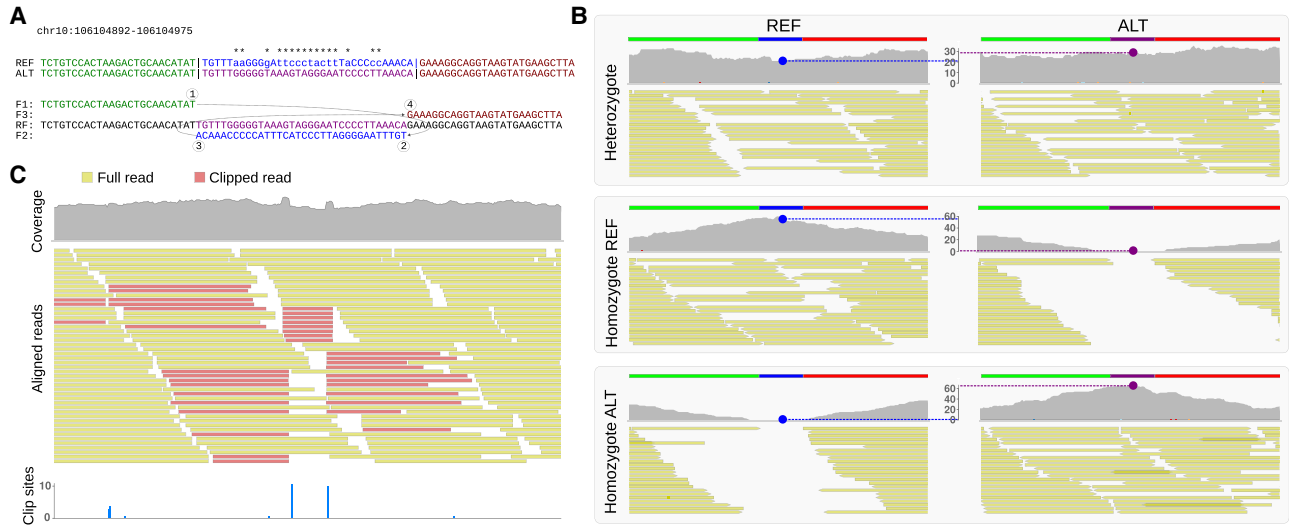 A
chr10:106104892-106104975
** * ********** * **
REF TCTGTCCACTAAGACTGCAACATAT|TGTTTaaGGGgAttccctactttTaCCCCcAAACA|GAAAGGCAGGTAAGTATGAAGCTTA
ALT TCTGTCCACTAAGACTGCAACATAT|TGTTTGGGGGTAAAGTAGGGAATCCCCTTAAACA|GAAAGGCAGGTAAGTATGAAGCTTA
1
F1: TCTGTCCACTAAGACTGCAACATAT
4
F3: GAAAGGCAGGTAAGTATGAAGCTTA
RF: TCTGTCCACTAAGACTGCAACATATTGTTTGGGGGTAAAGTAGGGAATCCCCTTAAACAGAAAGGCAGGTAAGTATGAAGCTTA
F2: ACAAACCCCCATTTCATCCCTTAGGGGAATTTGT
3 2
B
REF ALT
Heterozygote
30
20
10
0
Homozygote REF
60
40
20
0
Homozygote ALT
60
40
20
0
C
Full read Clipped read
Coverage
Aligned reads
Clip sites
10
0